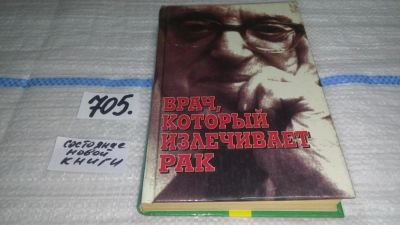 705.
состояние
новой
книги
ВРАЧ,
КОТОРЫЙ
ИЗЛЕЧИВАЕТ
РАК